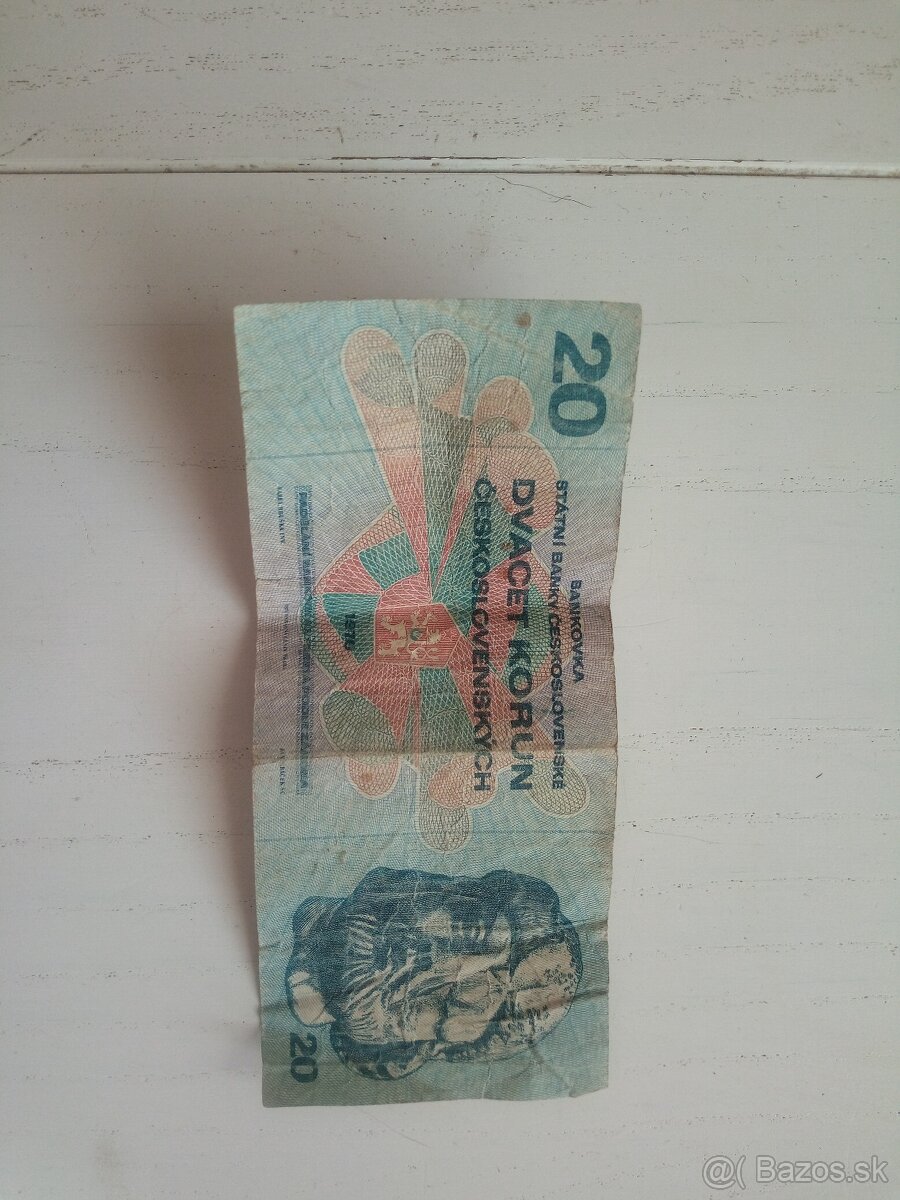 20
BANKOVKA
STÁTNÍ BANKY ČESKOSLOVENSKÉ
DVACET KORUN
ČESKOSLOVENSKÝCH
1970
20
@( Bazos.sk